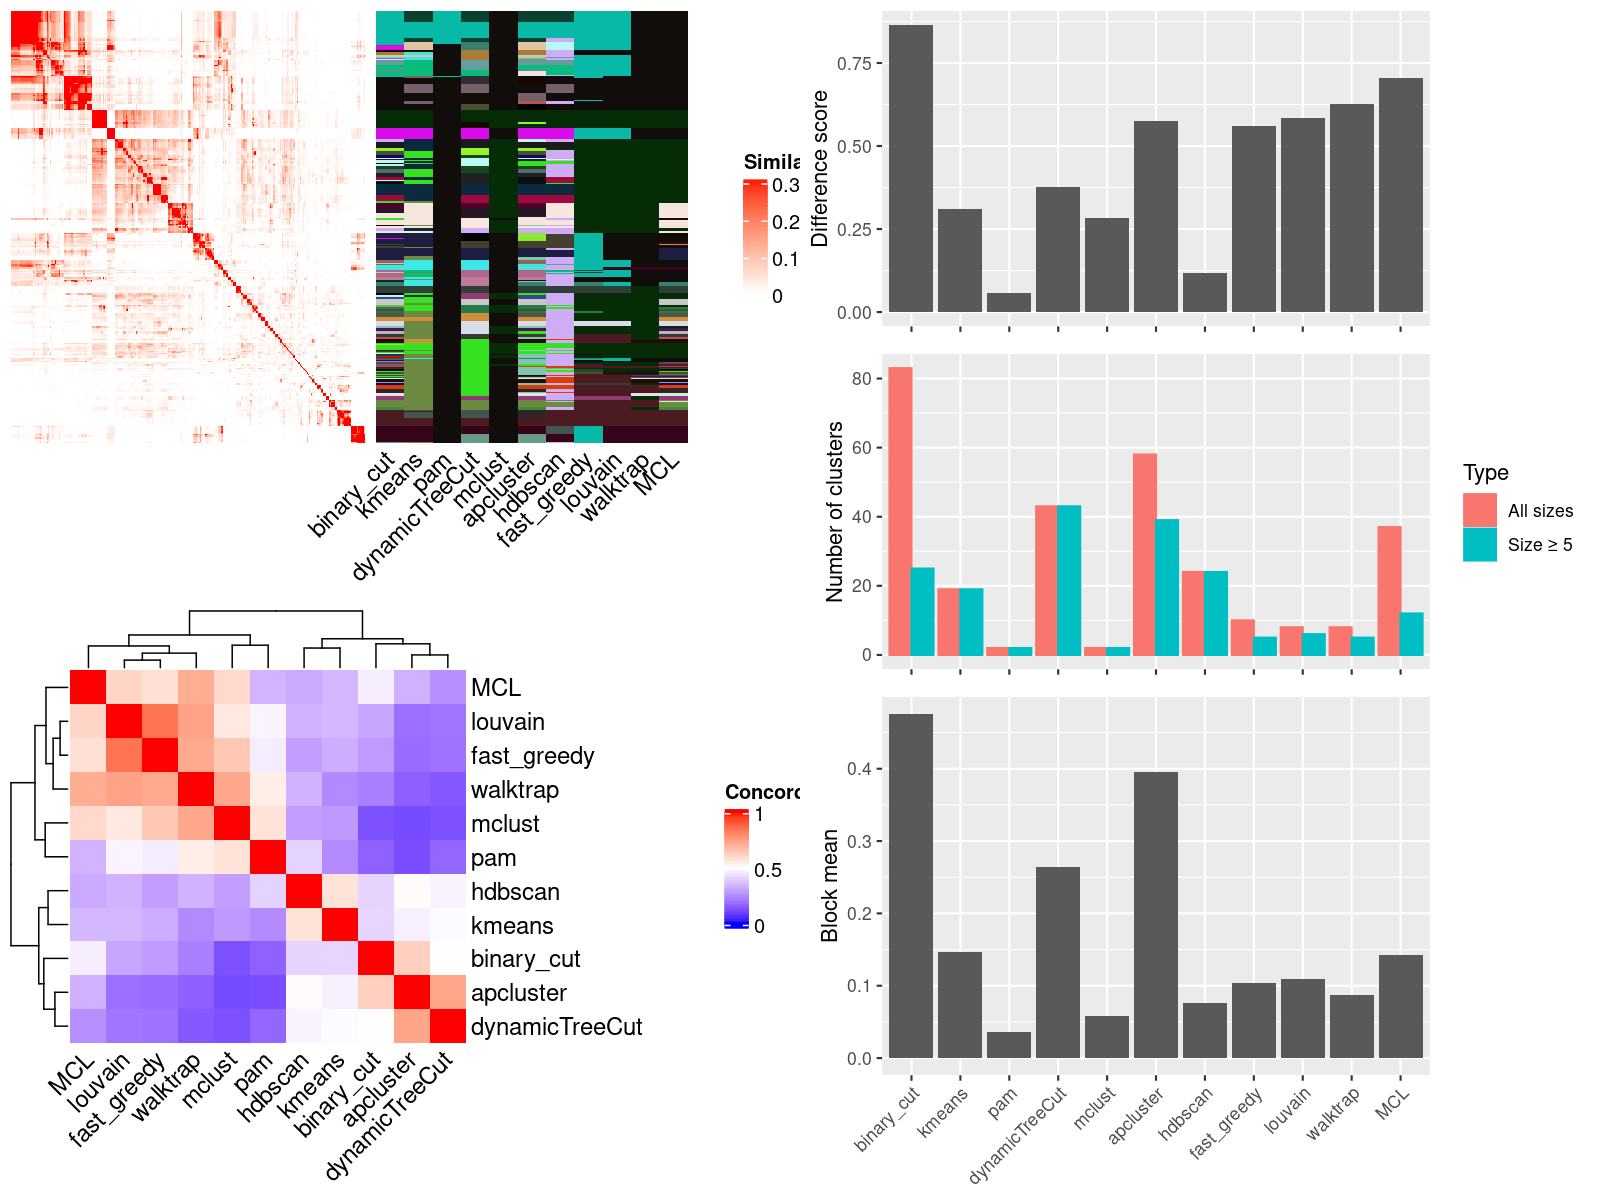 Simila
0.3
0.2
0.1
0
binary_cut
kmeans
pam
dynamicTreeCut
mclust
apcluster
hdbscan
fast_greedy
louvain
walktrap
MCL
Difference score
0.75
0.50
0.25
0.00
Number of clusters
80
60
40
20
0
Type
All sizes
Size ≥ 5
MCL
louvain
fast_greedy
walktrap
mclust
pam
hdbscan
kmeans
binary_cut
apcluster
dynamicTreeCut
MCL
louvain
fast_greedy
walktrap
mclust
pam
hdbscan
kmeans
binary_cut
apcluster
dynamicTreeCut
Concord
1
0.5
0
Block mean
0.4
0.3
0.2
0.1
0.0
binary_cut
kmeans
pam
dynamicTreeCut
mclust
apcluster
hdbscan
fast_greedy
louvain
walktrap
MCL